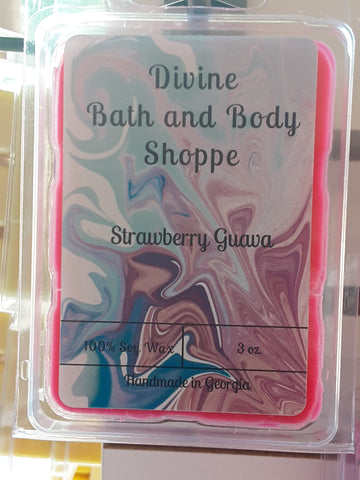 Divine
Bath and Body
Shoppe
Strawberry Guava
100% Soy Wax
3 oz.
Handmade in Georgia